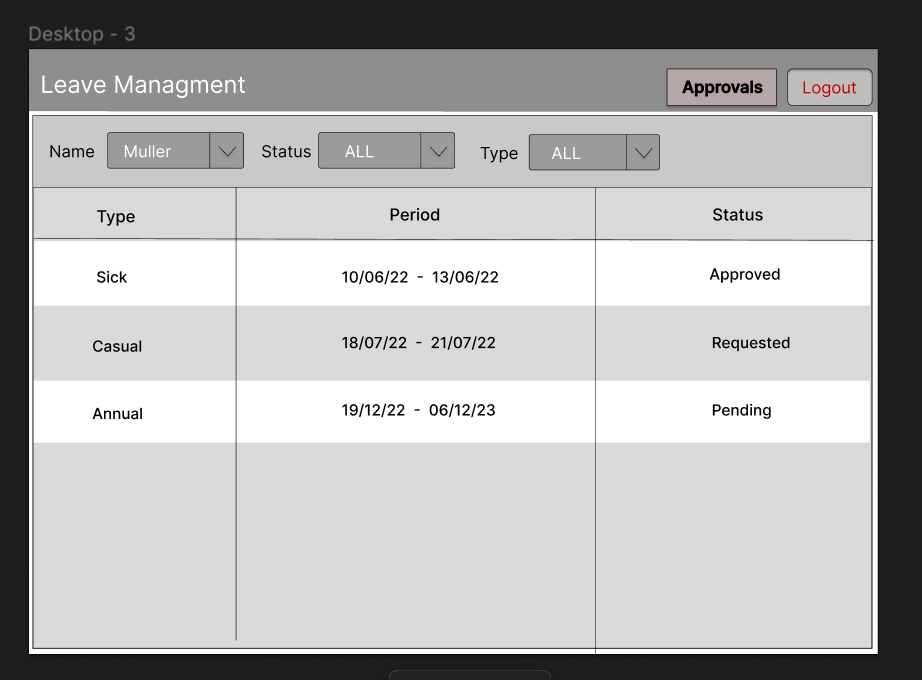 Desktop - 3
Leave Managment
Approvals
Logout
Name Muller Status ALL Type ALL
Type Period Status
Sick 10/06/22 - 13/06/22 Approved
Casual 18/07/22 - 21/07/22 Requested
Annual 19/12/22 - 06/12/23 Pending